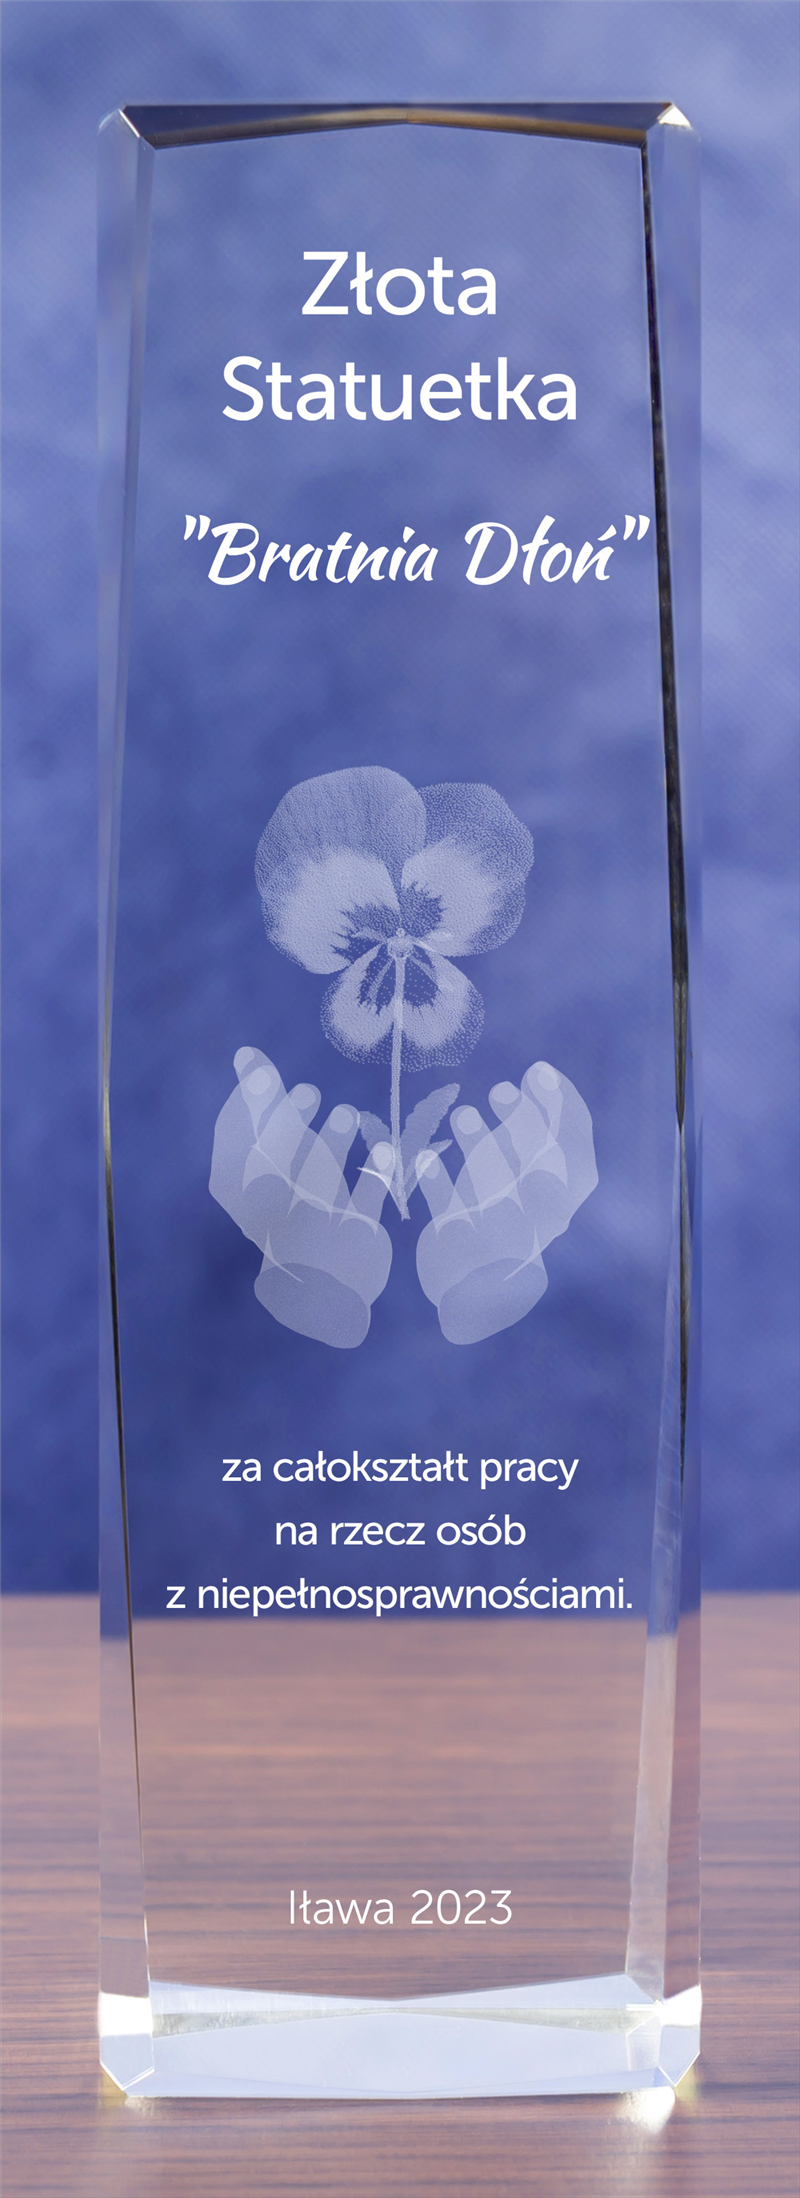 Złota
Statuetka
"Bratnia Dłoń"
za całokształt pracy
na rzecz osób
z niepełnosprawnościami.
Iława 2023